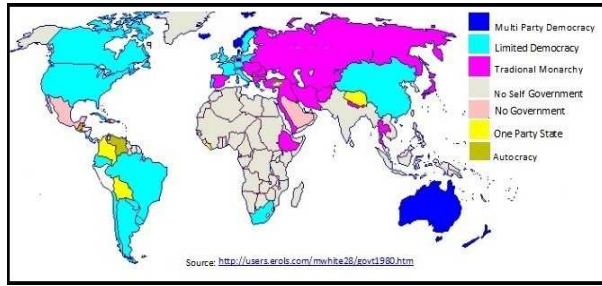 Multi Party Democracy
Limited Democracy
Tradional Monarchy
No Self Government
No Government
One Party State
Autocracy
Source: http://users.erols.com/mwhite28/govt1980.htm